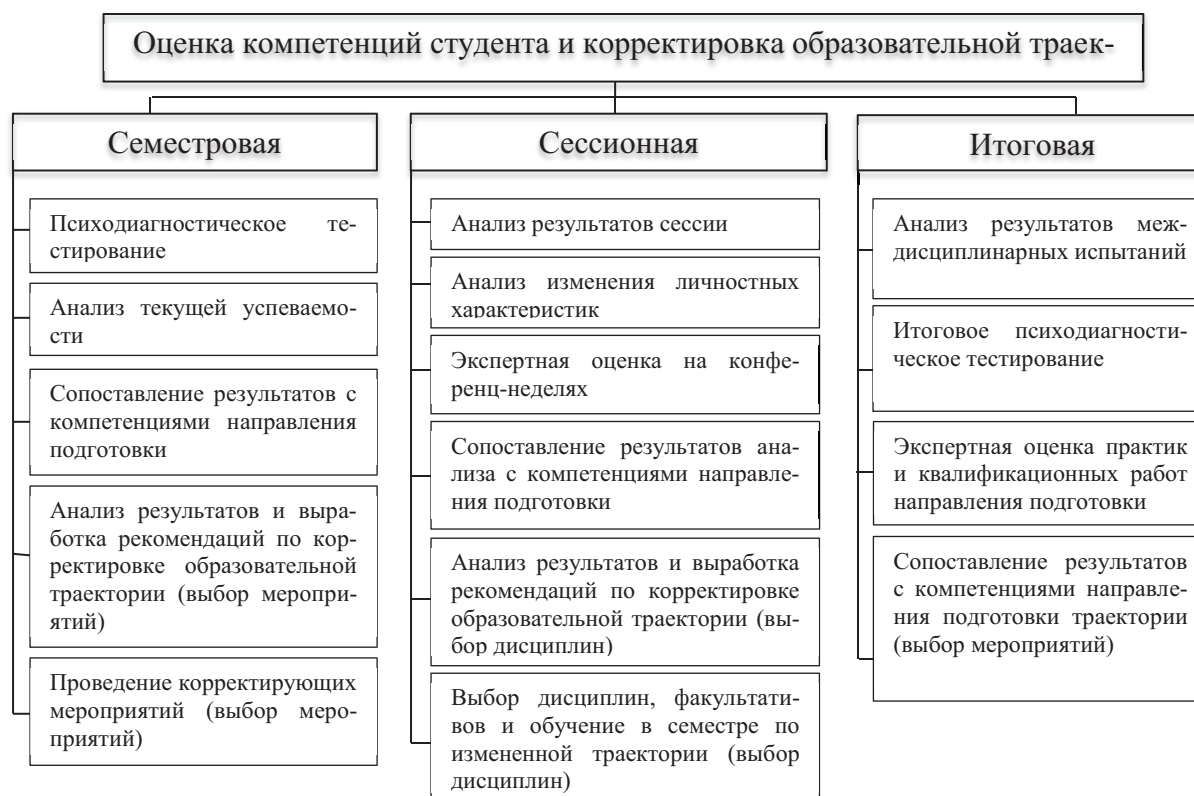 Оценка компетенций студента и корректировка образовательной траек-
Семестровая
Психодиагностическое те-
стирование
Анализ текущей успеваемо-
сти
Сопоставление результатов с
компетенциями направления
подготовки
Анализ результатов и выра-
ботка рекомендаций по кор-
ректировке образовательной
траектории (выбор меропри-
ятий)
Проведение корректирующих
мероприятий (выбор меро-
приятий)
Сессионная
Анализ результатов сессии
Анализ изменения личностных
характеристик
Экспертная оценка на конфе-
ренц-неделях
Сопоставление результатов ана-
лиза с компетенциями направле-
ния подготовки
Анализ результатов и выработка
рекомендаций по корректировке
образовательной траектории (вы-
бор дисциплин)
Выбор дисциплин, факультати-
вов и обучение в семестре по
измененной траектории (выбор
дисциплин)
Итоговая
Анализ результатов меж-
дисциплинарных испытаний
Итоговое психодиагности-
ческое тестирование
Экспертная оценка практик
и квалификационных работ
направления подготовки
Сопоставление результатов
с компетенциями направле-
ния подготовки траектории
(выбор мероприятий)